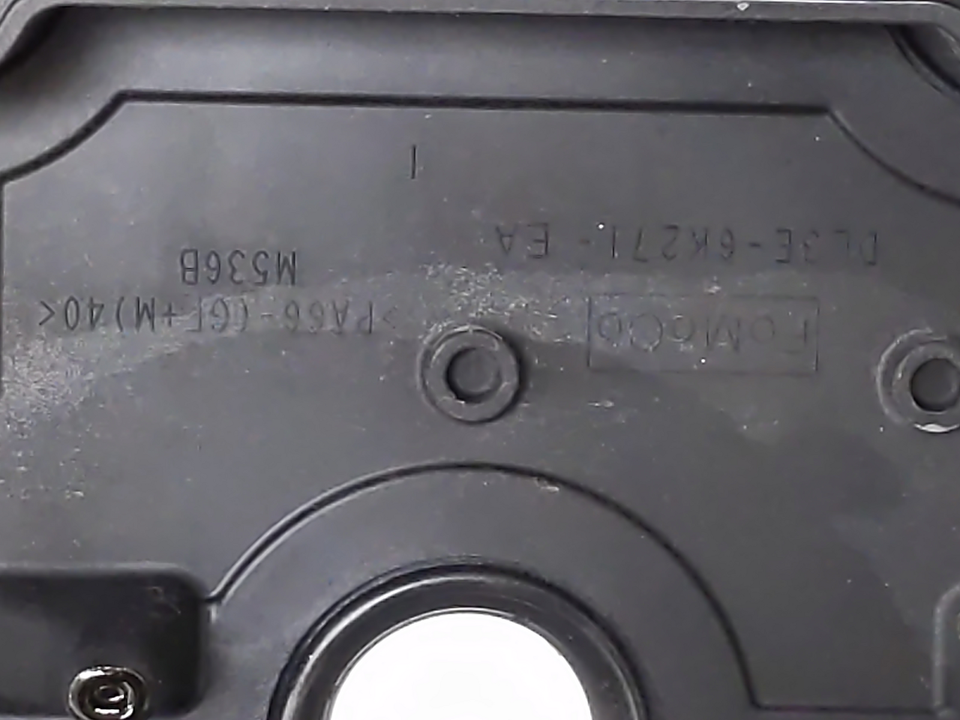 FoMoCo
>PA66-(GF+M)40<
DL3E-6K271-EA
M536B